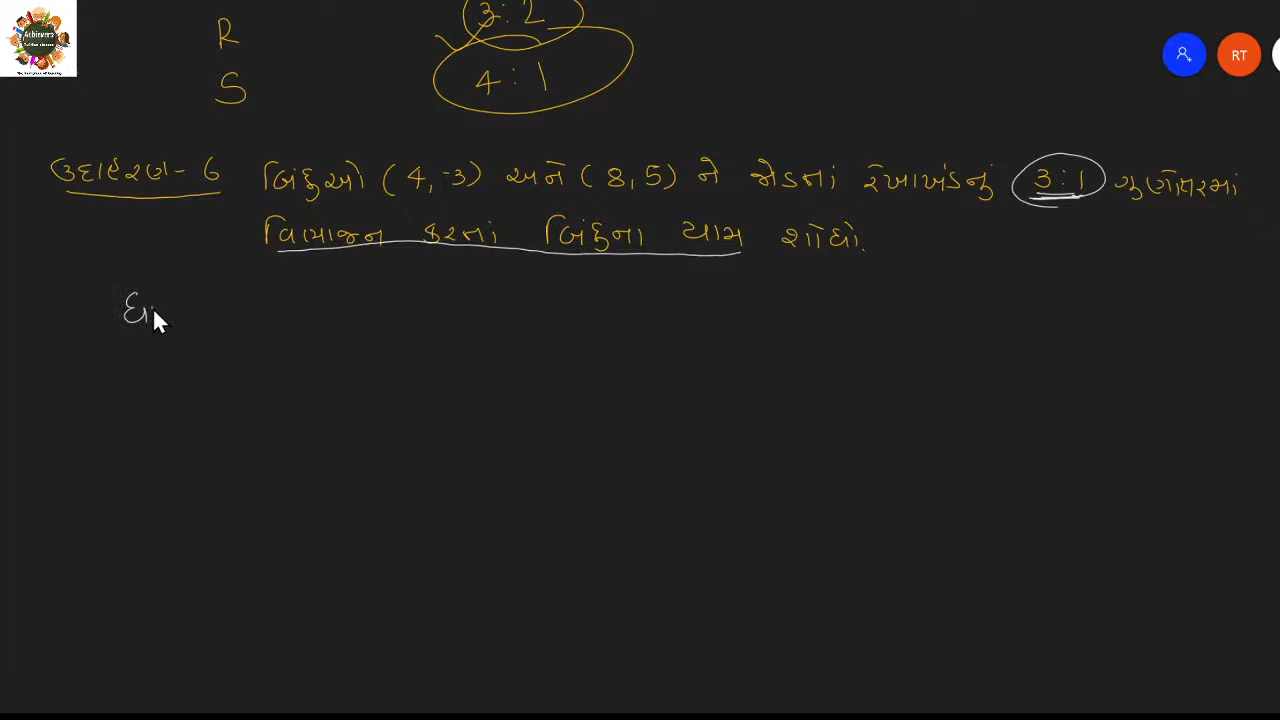 Achievers
R 3:2
RT
S 4:1
ઉદાહરણ-6 બિંદુઓ (4,-3) અને (8,5) ને જોડતાં રેખાખંડનું 3:1 ગુણોત્તરમાં
વિભાજન કરતાં બિંદુના યામ શોધો.
ધા